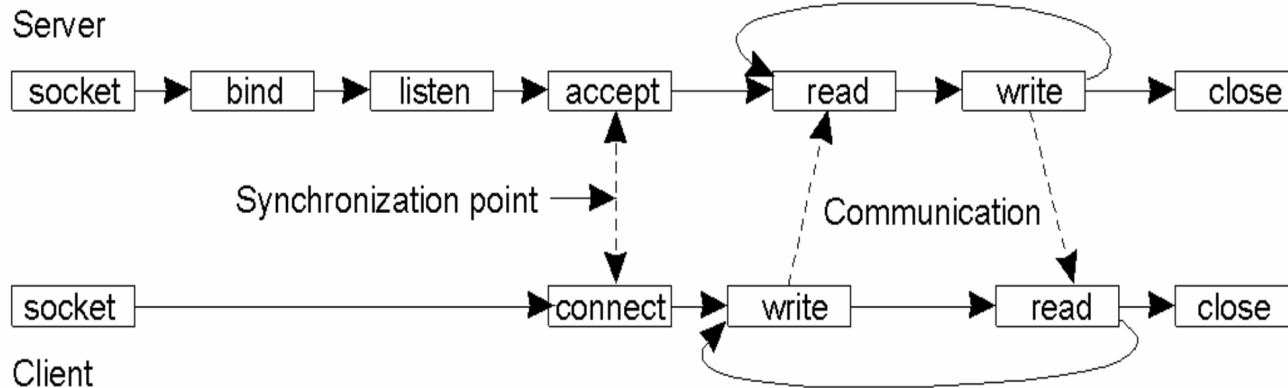 Server
socket bind listen accept read write close
Synchronization point
Communication
socket connect write read close
Client